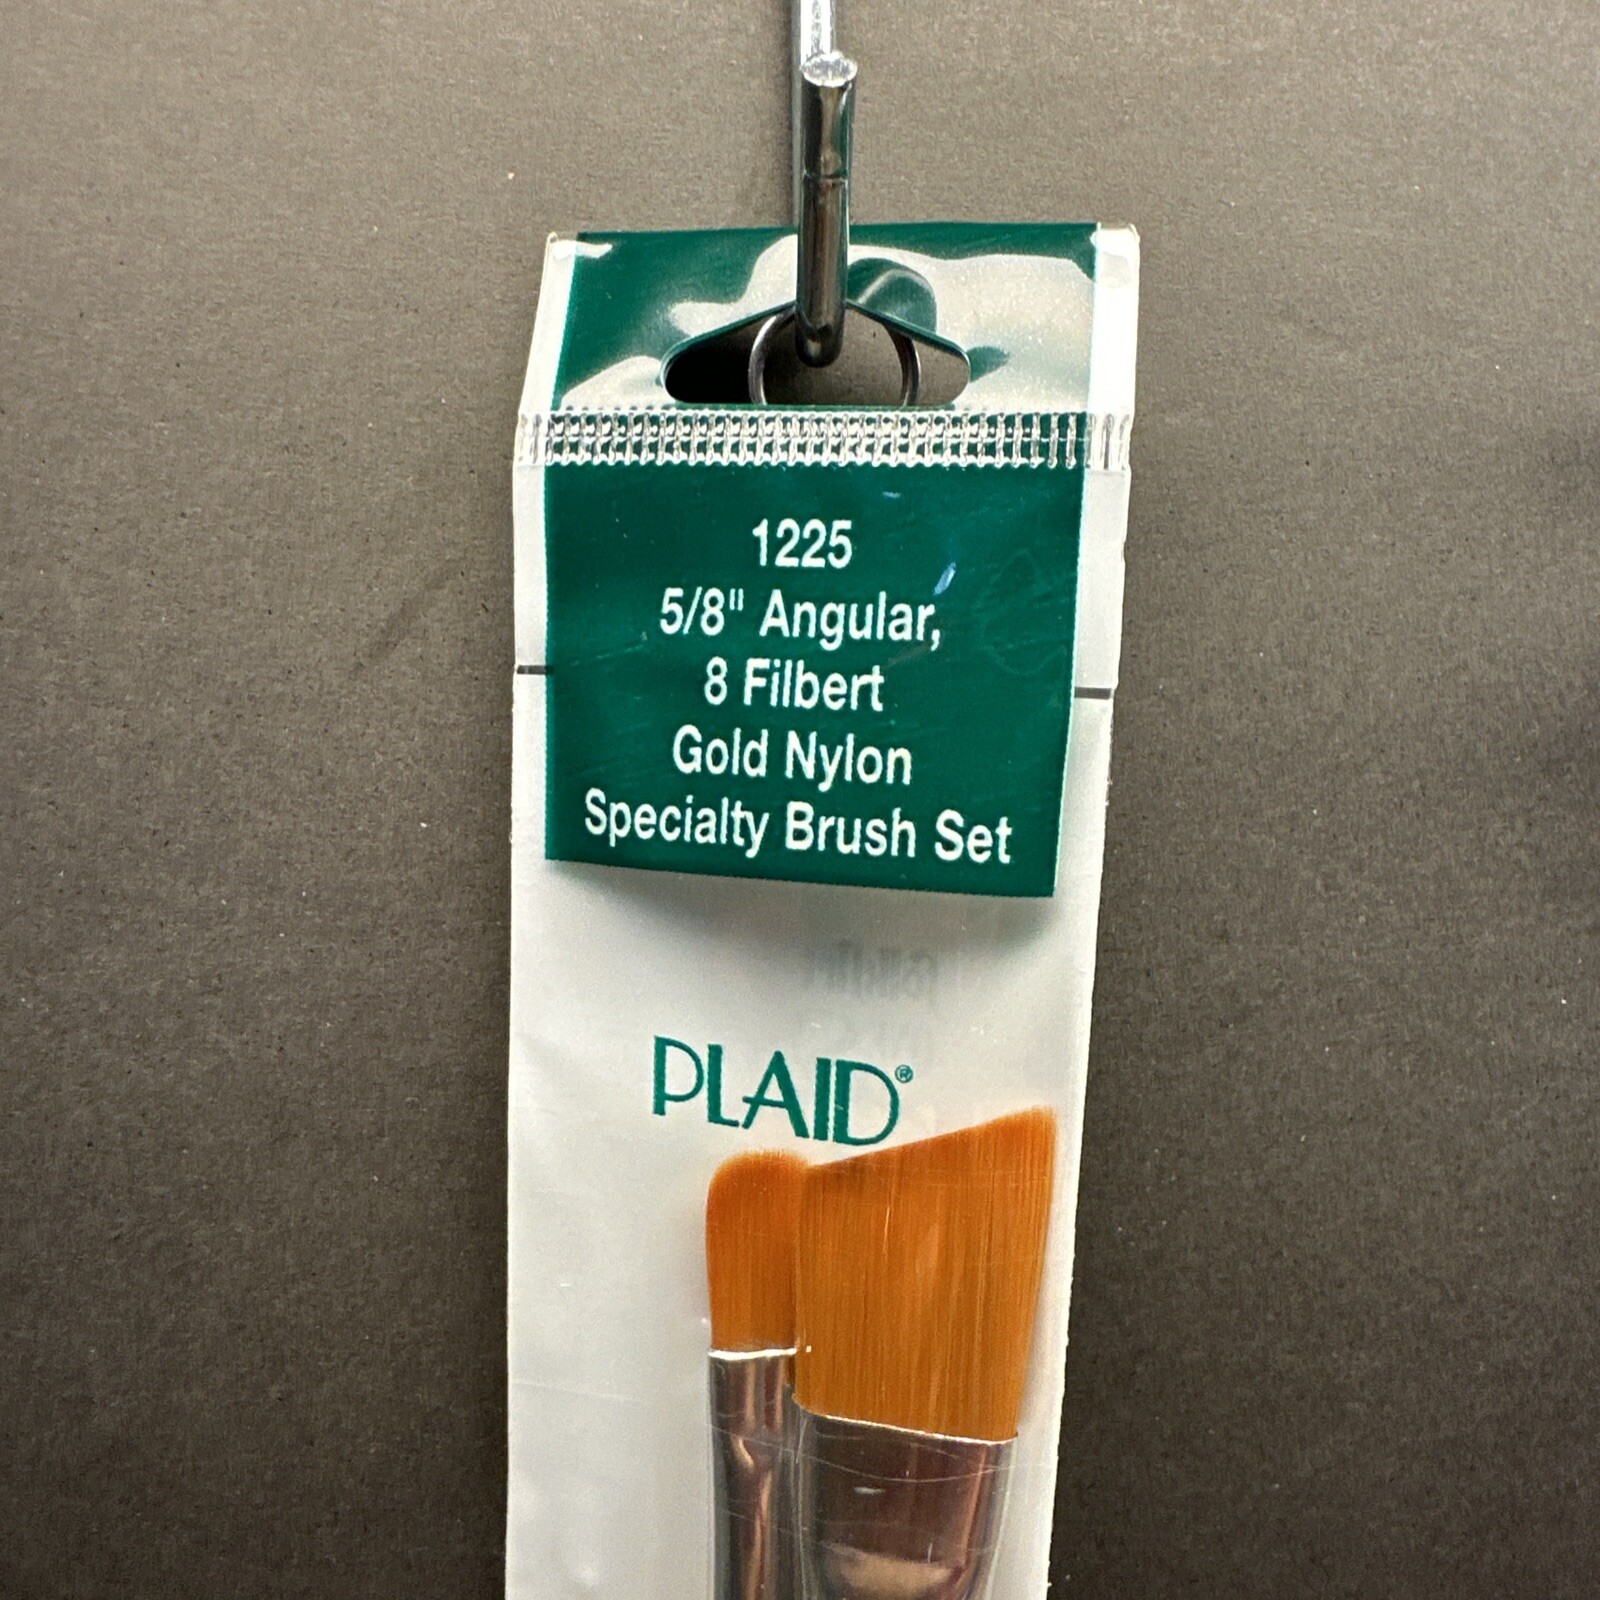 1225
5/8" Angular,
8 Filbert
Gold Nylon
Specialty Brush Set
PLAID®